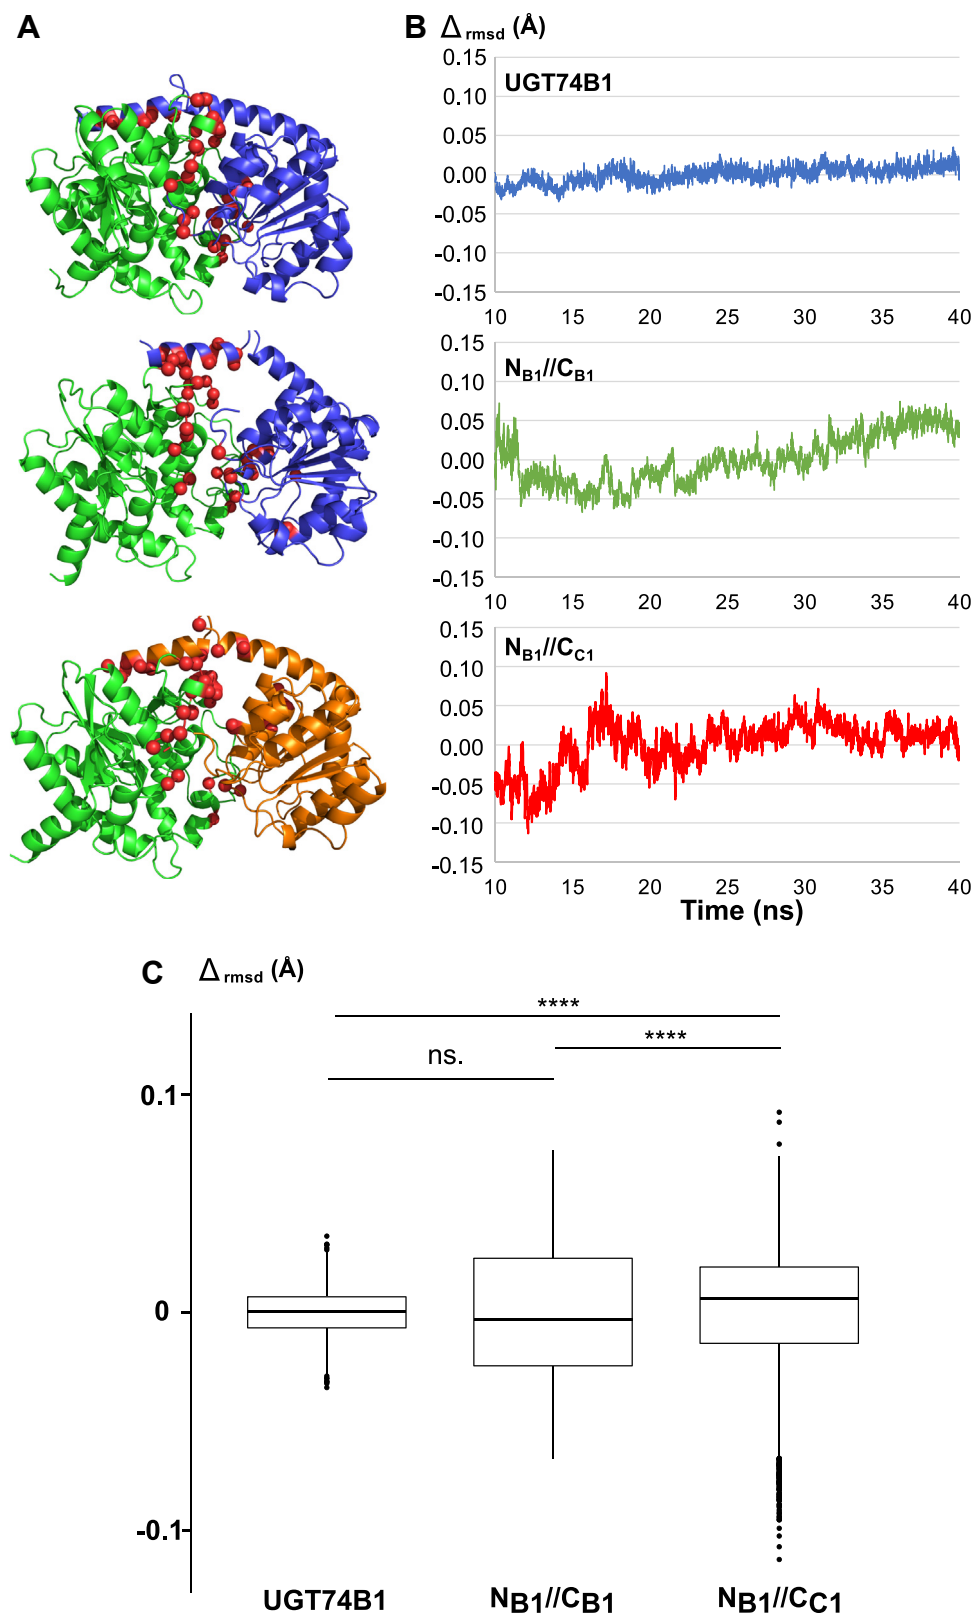 A
B Δ rmsd (Å)
0.15
0.10
0.05
0.00
-0.05
-0.10
-0.15
UGT74B1
10 15 20 25 30 35 40
0.15
0.10
0.05
0.00
-0.05
-0.10
-0.15
NB1//CB1
10 15 20 25 30 35 40
0.15
0.10
0.05
0.00
-0.05
-0.10
-0.15
NB1//CC1
10 15 20 25 30 35 40
Time (ns)
C Δ rmsd (Å)
****
****
ns.
0.1
0
-0.1
UGT74B1 NB1//CB1 NB1//CC1